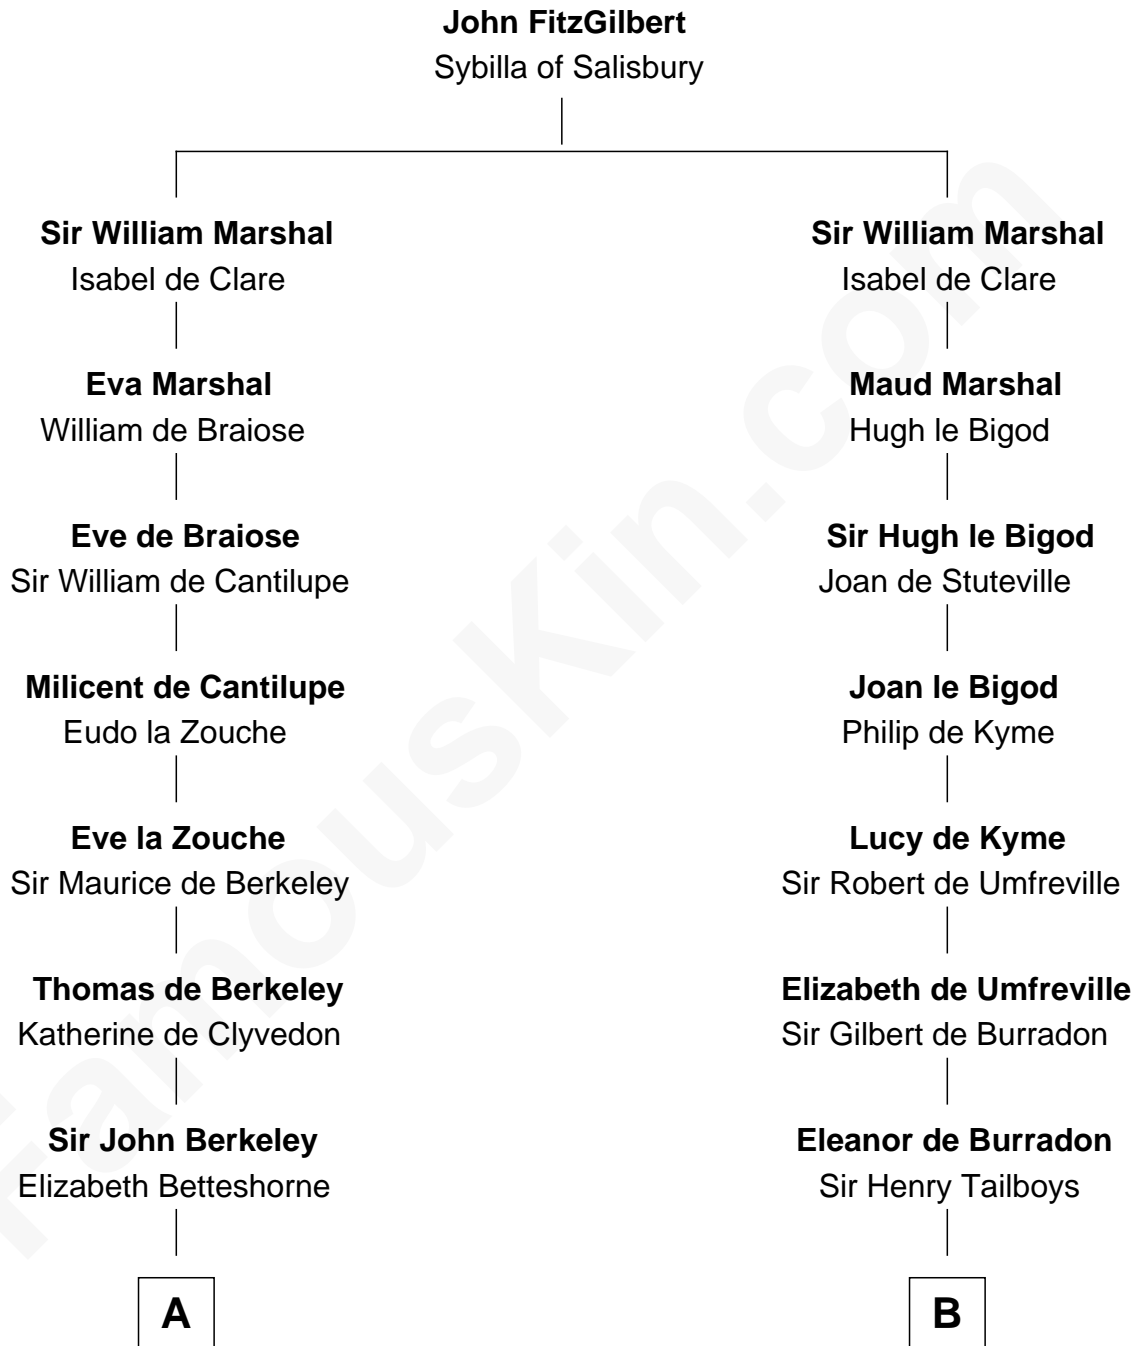 John FitzGilbert
Sybilla of Salisbury
Sir William Marshal
Isabel de Clare
Eva Marshal
William de Braiose
Eve de Braiose
Sir William de Cantilupe
Milicent de Cantilupe
Eudo la Zouche
Eve la Zouche
Sir Maurice de Berkeley
Thomas de Berkeley
Katherine de Clyvedon
Sir John Berkeley
Elizabeth Betteshorne
A
Sir William Marshal
Isabel de Clare
Maud Marshal
Hugh le Bigod
Sir Hugh le Bigod
Joan de Stuteville
Joan le Bigod
Philip de Kyme
Lucy de Kyme
Sir Robert de Umfreville
Elizabeth de Umfreville
Sir Gilbert de Burradon
Eleanor de Burradon
Sir Henry Tailboys
B
FamousKin.com